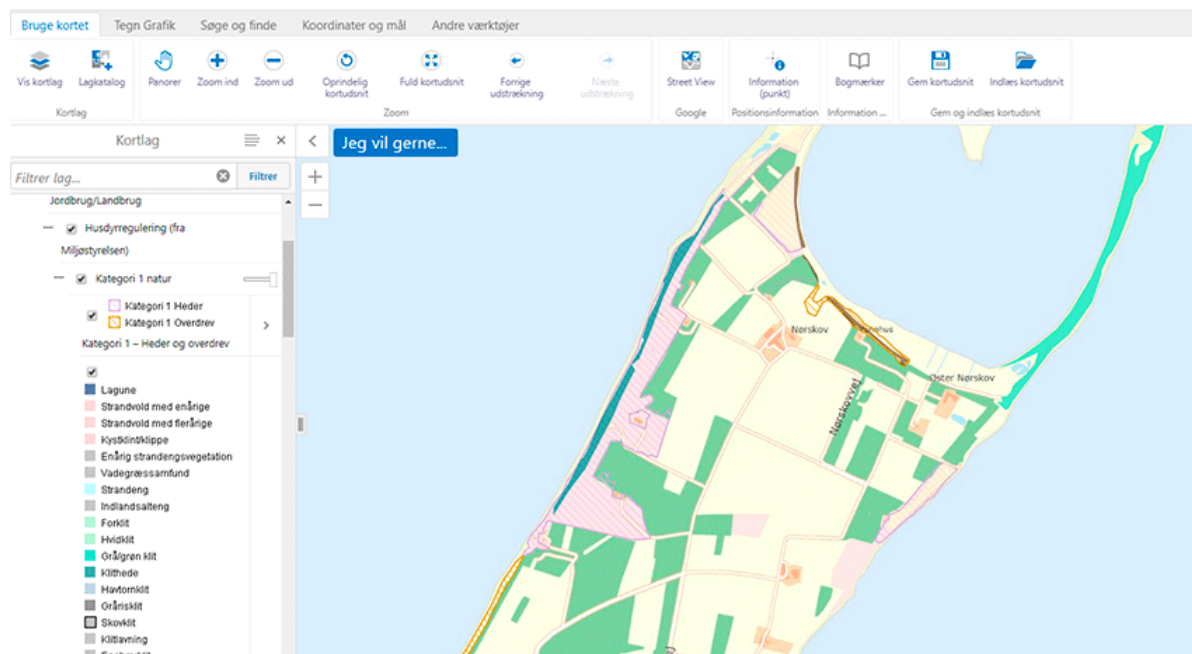 Bruge kortet Tegn Grafik Søge og finde Koordinater og mål Andre værktøjer
Vis kortlag Lagkatalog Panorer Zoom ind Zoom ud Oprindelig kortudsnit Fuld kortudsnit Forrige udstrækning Næste udstrækning Street View Information (punkt) Bogmærker Gem kortudsnit Indlæs kortudsnit
Kortlag Zoom Google Positionsinformation Information ... Gem og indlæs kortudsnit
Kortlag
Jeg vil gerne...
Filtrer lag...
Filtrer
Jordbrug/Landbrug
Husdyrregulering (fra
Miljøstyrelsen)
Kategori 1 natur
Kategori 1 Heder
Kategori 1 Overdrev
Kategori 1 – Heder og overdrev
Lagune
Strandvold med enårige
Strandvold med flerårige
Kystklint/klippe
Enårig strandengsvegetation
Vadegræssamfund
Strandeng
Indlandsalteng
Forklit
Hvidklit
Grå/grøn klit
Klithede
Havtornklit
Grårisklit
Skovklit
Klitlavning
Nørskov
Øster Nørskov
Nørskovvej